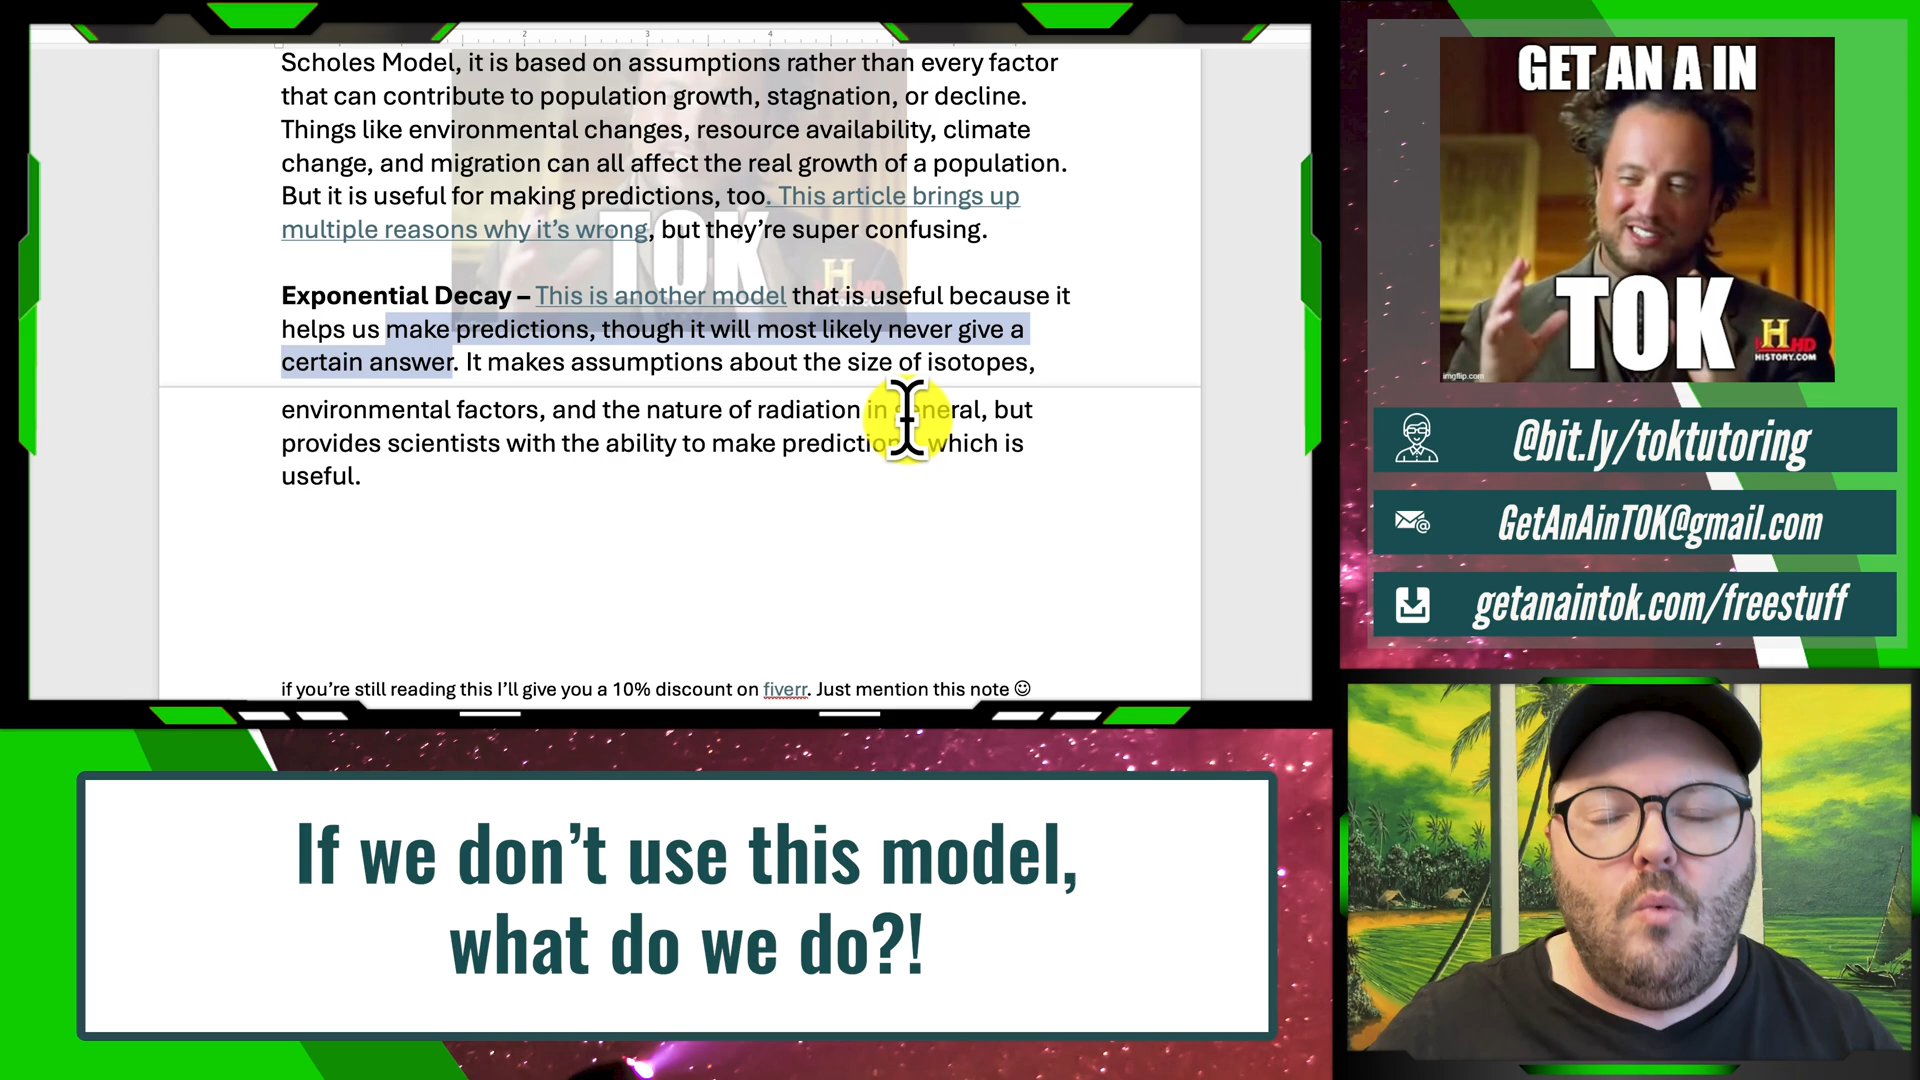 2
3
4
Scholes Model, it is based on assumptions rather than every factor
that can contribute to population growth, stagnation, or decline.
Things like environmental changes, resource availability, climate
change, and migration can all affect the real growth of a population.
But it is useful for making predictions, too. This article brings up
multiple reasons why it’s wrong, but they’re super confusing.
TOK
H
Exponential Decay – This is another model that is useful because it
helps us make predictions, though it will most likely never give a
certain answer. It makes assumptions about the size of isotopes,
environmental factors, and the nature of radiation in general, but
provides scientists with the ability to make which is
useful.
if you’re still reading this I’ll give you a 10% discount on fiverr. Just mention this note ☺
If we don’t use this model,
what do we do?!
GET AN A IN
TOK
H HD
HISTORY.COM
imgflip.com
@bit.ly/toktutoring
GetAnAinTOK@gmail.com
getanaintok.com/freestuff